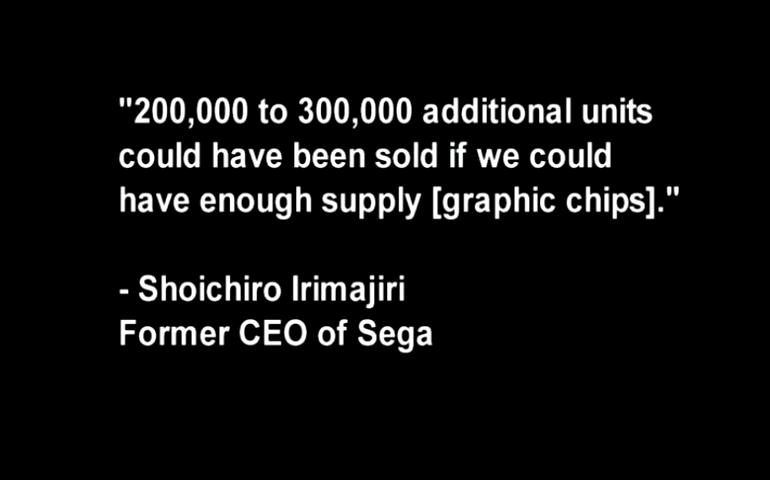 "200,000 to 300,000 additional units
could have been sold if we could
have enough supply [graphic chips]."
- Shoichiro Irimajiri
Former CEO of Sega